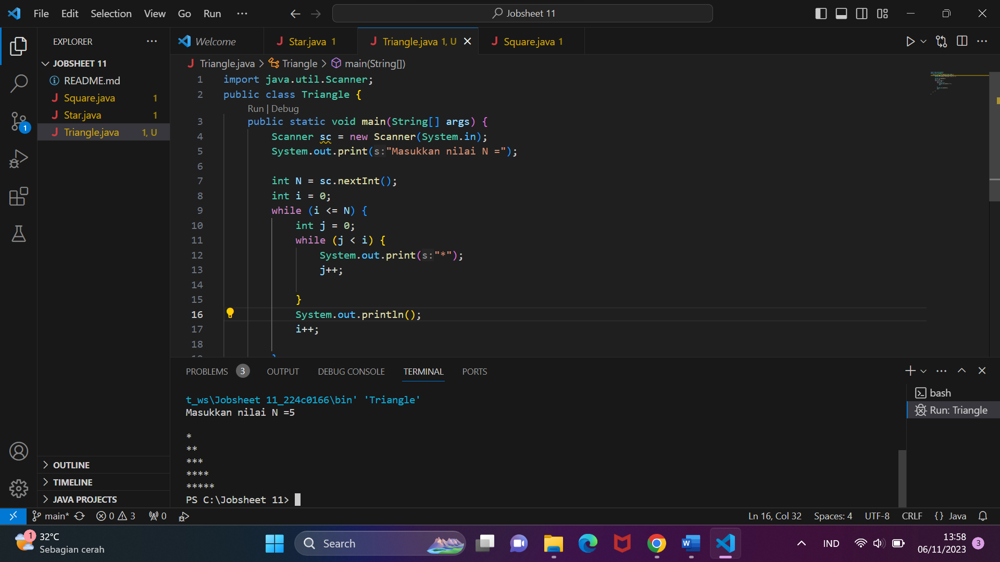 File Edit Selection View Go Run ··· Jobsheet 11
EXPLORER ···
Welcome Star.java 1 Triangle.java 1, U Square.java 1
JOBSHEET 11
README.md
Square.java 1
Star.java 1
Triangle.java 1, U
OUTLINE
TIMELINE
JAVA PROJECTS
Triangle.java > Triangle > main(String[])
1 import java.util.Scanner;
2 public class Triangle {
Run | Debug
3 public static void main(String[] args) {
4 Scanner sc = new Scanner(System.in);
5 System.out.print(s:"Masukkan nilai N =");
6
7 int N = sc.nextInt();
8 int i = 0;
9 while (i <= N) {
10 int j = 0;
11 while (j < i) {
12 System.out.print(s:"*");
13 j++;
14
15 }
16 System.out.println();
17 i++;
18
PROBLEMS 3 OUTPUT DEBUG CONSOLE TERMINAL PORTS
t_ws\Jobsheet 11_224c0166\bin' 'Triangle'
Masukkan nilai N =5
*
**
***
****
*****
PS C:\Jobsheet 11>
bash
Run: Triangle
1
main* 0 3 0 Ln 16, Col 32 Spaces: 4 UTF-8 CRLF {} Java
1 32°C
Sebagian cerah
Search
W
IND
13:58
06/11/2023
3